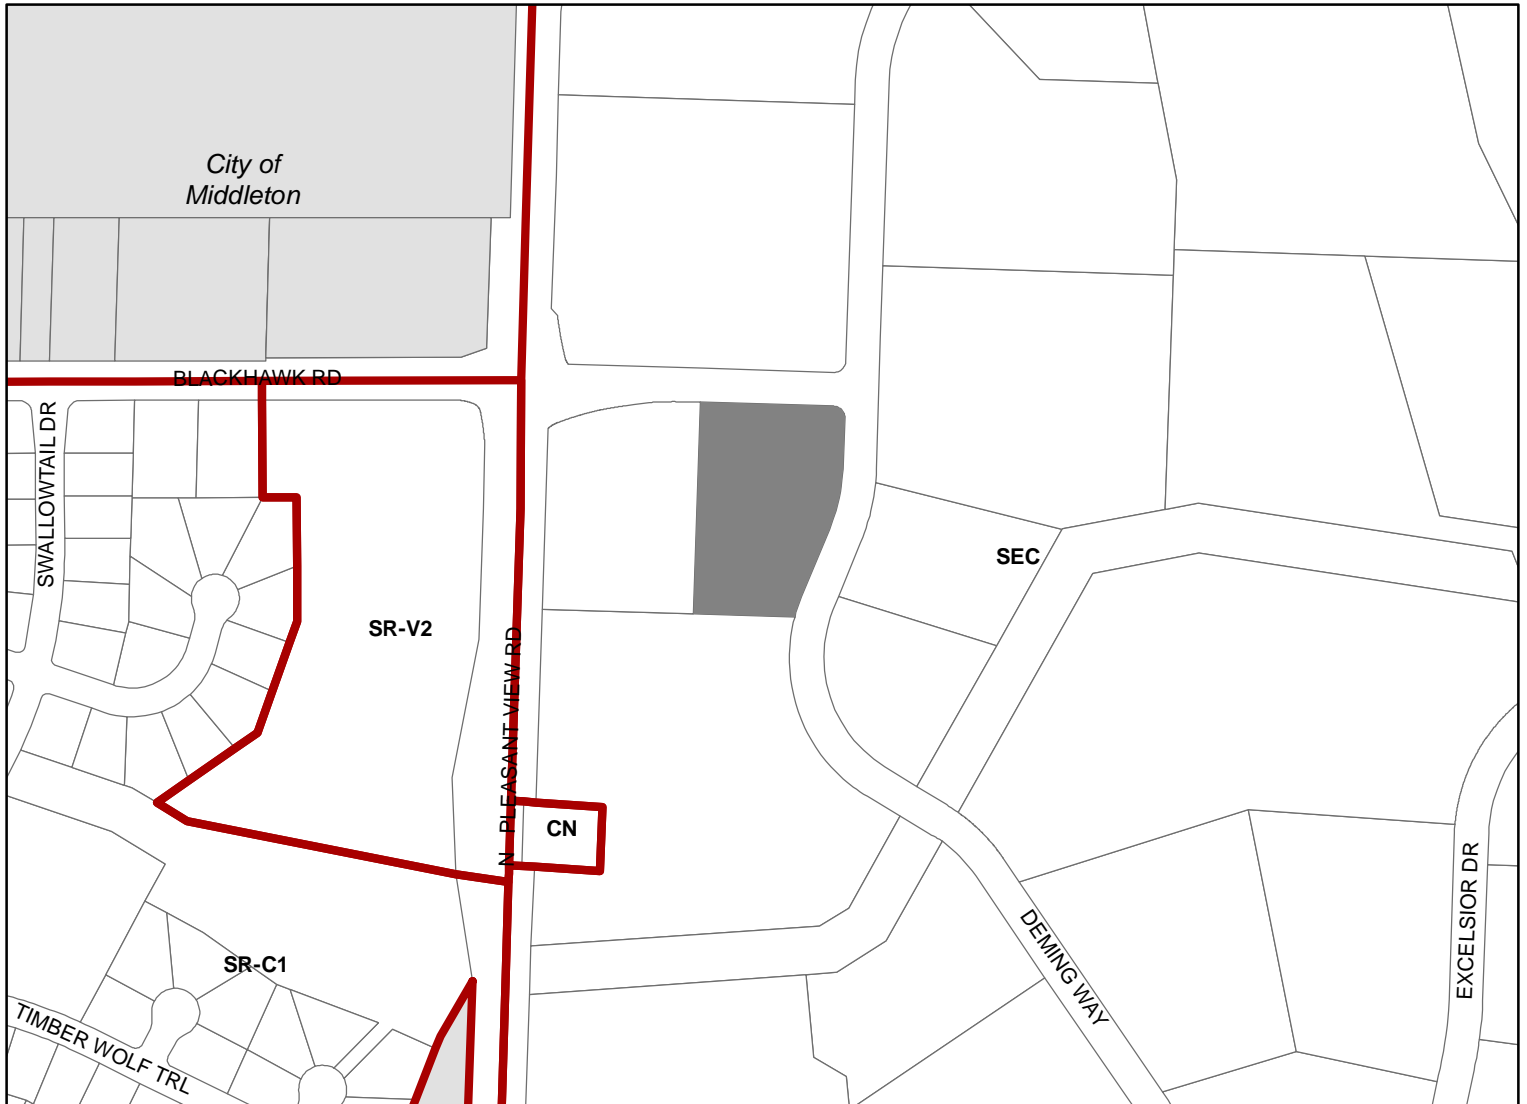 City of
Middleton
BLACKHAWK RD
SWALLOWTAIL DR
SEC
SR-V2
N PLEASANT VIEW RD
CN
EXCELSIOR DR
DEMING WAY
SR-C1
TIMBER WOLF TRL